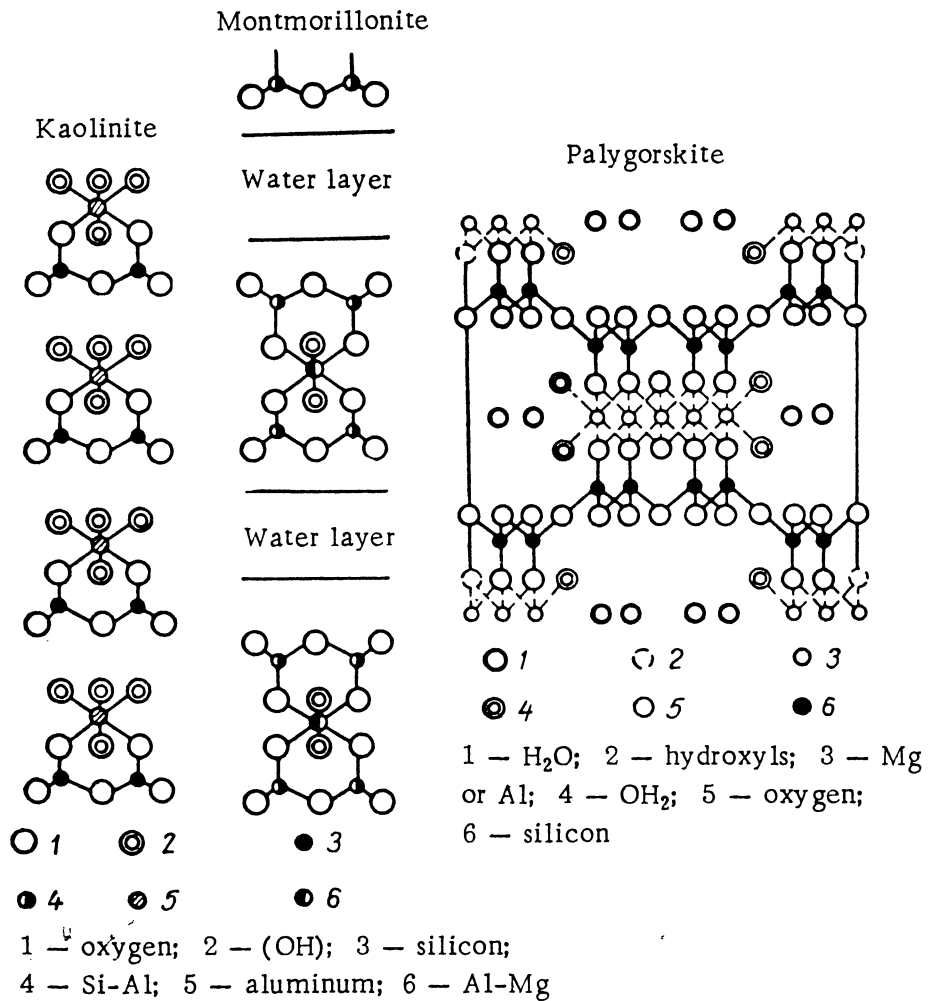 Montmorillonite
Kaolinite
Water layer
Water layer
1 2 3
4 5 6
1 — oxygen; 2 — (OH); 3 — silicon;
4 — Si-Al; 5 — aluminum; 6 — Al-Mg
Palygorskite
1 2 3
4 5 6
1 — H₂O; 2 — hydroxyls; 3 — Mg
or Al; 4 — OH₂; 5 — oxygen;
6 — silicon